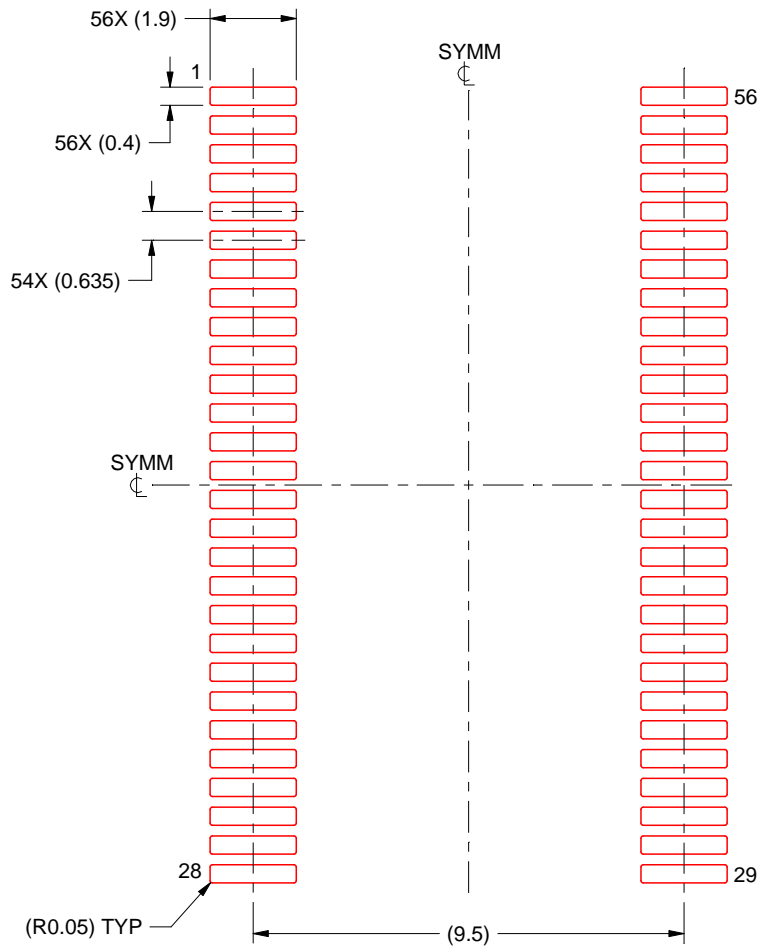 56X (1.9)
SYMM
℄
1
56
56X (0.4)
54X (0.635)
SYMM
℄
28
29
(R0.05) TYP
(9.5)